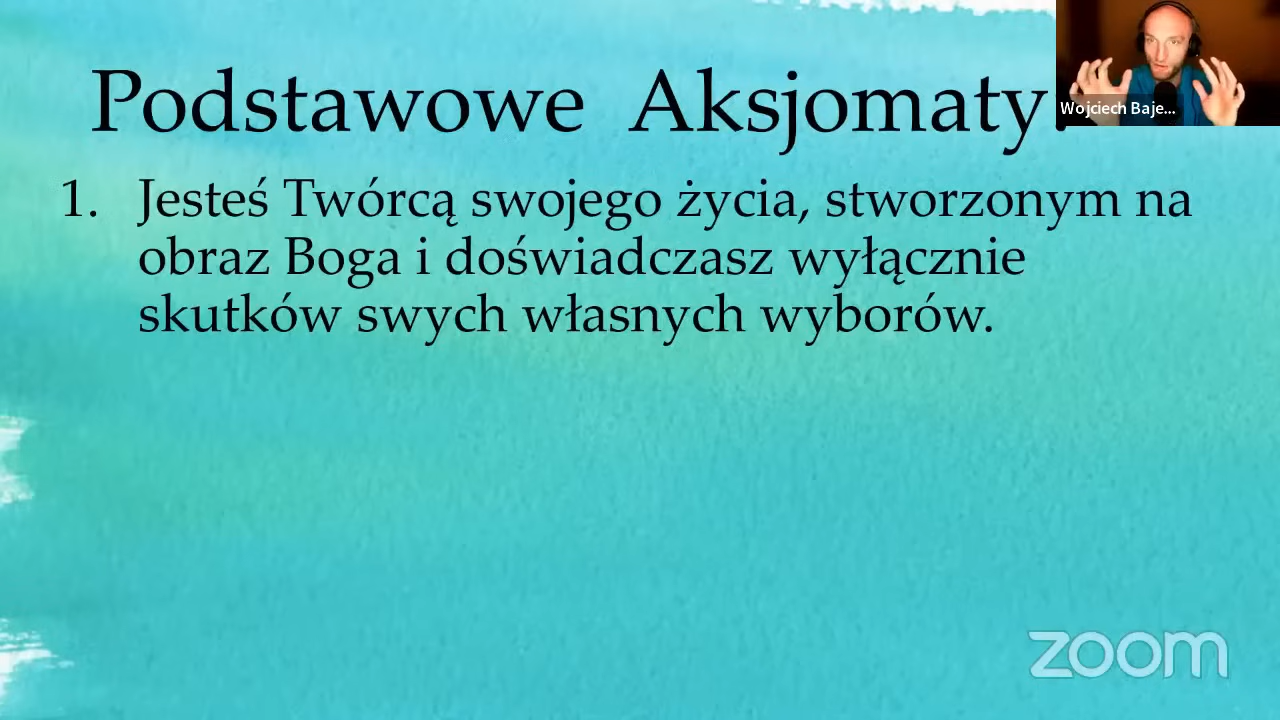 Podstawowe Aksjomaty:
Wojciech Baje...
1. Jesteś Twórcą swojego życia, stworzonym na
obraz Boga i doświadczasz wyłącznie
skutków swych własnych wyborów.
zoom